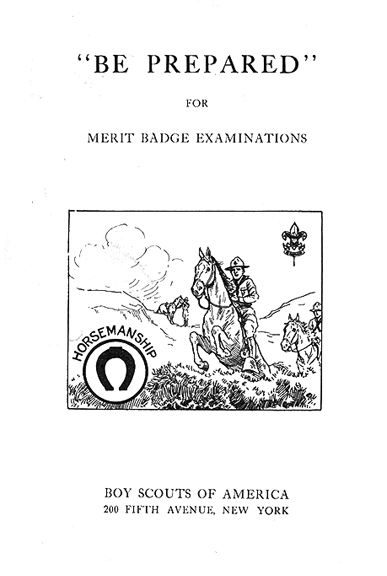 "BE PREPARED"
FOR
MERIT BADGE EXAMINATIONS
HORSEMANSHIP
BOY SCOUTS OF AMERICA
200 FIFTH AVENUE, NEW YORK